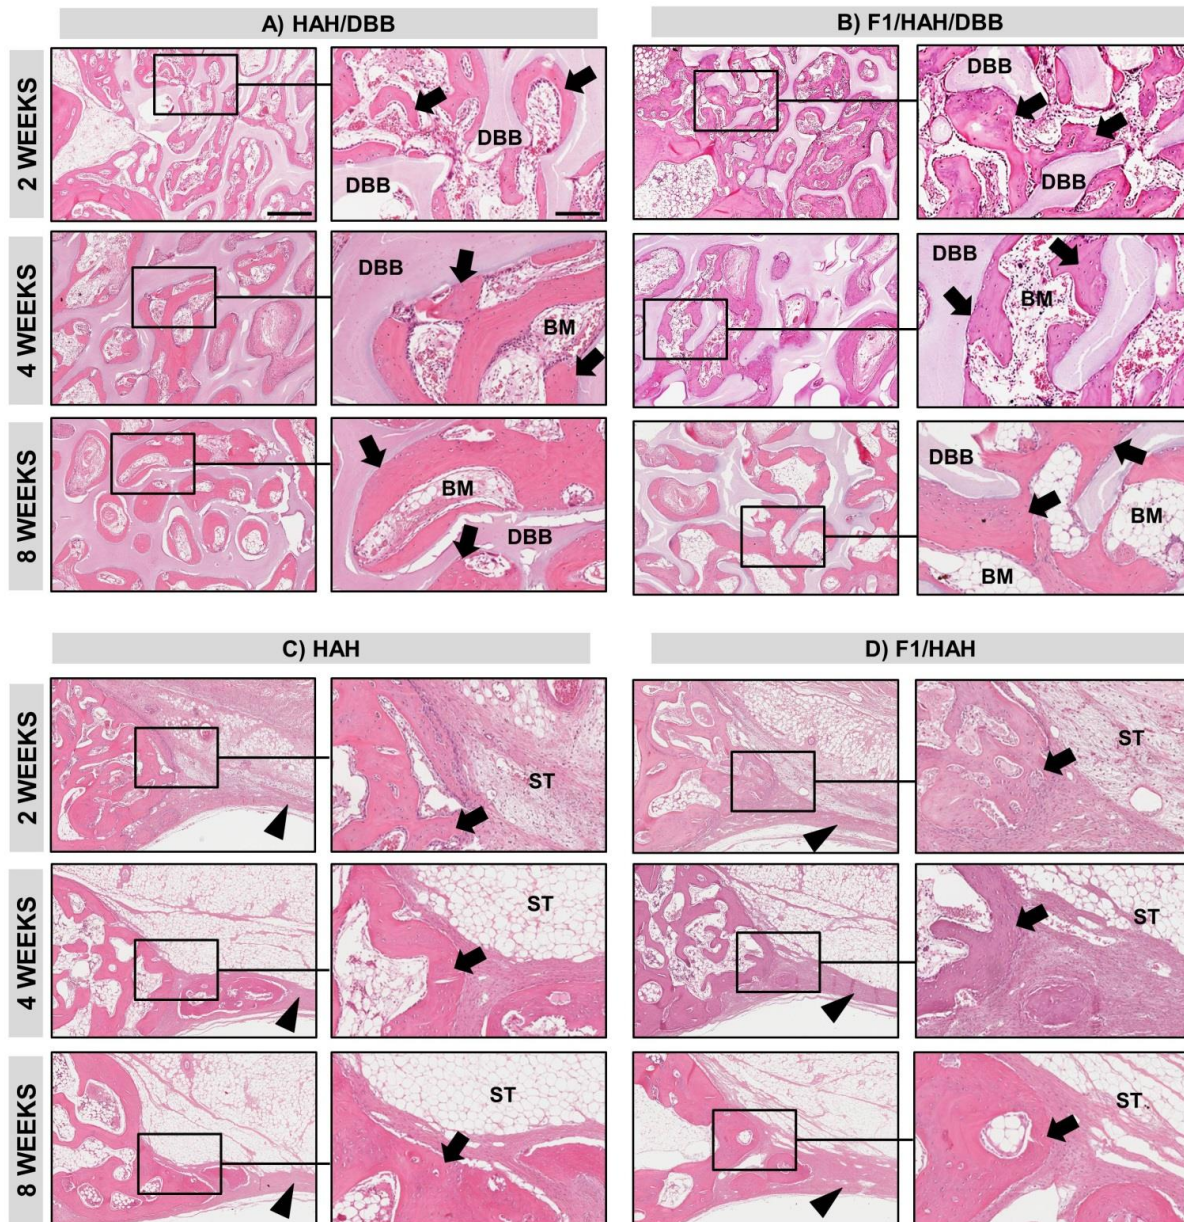 A) HAH/DBB
B) F1/HAH/DBB
2 WEEKS
DBB
DBB
DBB
DBB
4 WEEKS
DBB
BM
DBB
BM
8 WEEKS
BM
DBB
DBB
BM
BM
C) HAH
D) F1/HAH
2 WEEKS
ST
ST
4 WEEKS
ST
ST
8 WEEKS
ST
ST